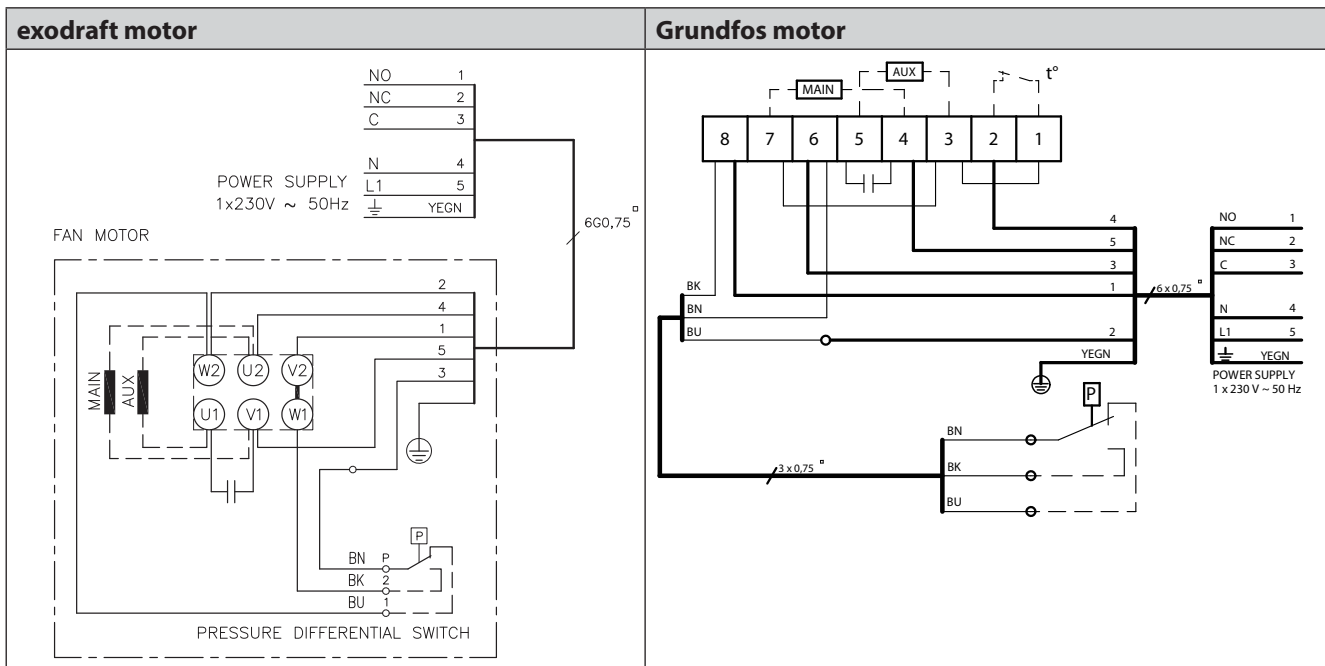 exodraft motor
Grundfos motor
NO 1
NC 2
C 3
N 4
POWER SUPPLY L1 5
1x230V ~ 50Hz YEGN
6G0,75
FAN MOTOR
2
4
1
5
3
MAIN
AUX
W2 U2 V2
U1 V1 W1
P
BN P
BK 2
BU 1
PRESSURE DIFFERENTIAL SWITCH
AUX
t°
MAIN
8 7 6 5 4 3 2 1
4
5
3
1
2
YEGN
BK
BN
BU
6 x 0,75
NO 1
NC 2
C 3
N 4
L1 5
YEGN
POWER SUPPLY
1 x 230 V ~ 50 Hz
P
BN
BK
BU
3 x 0,75